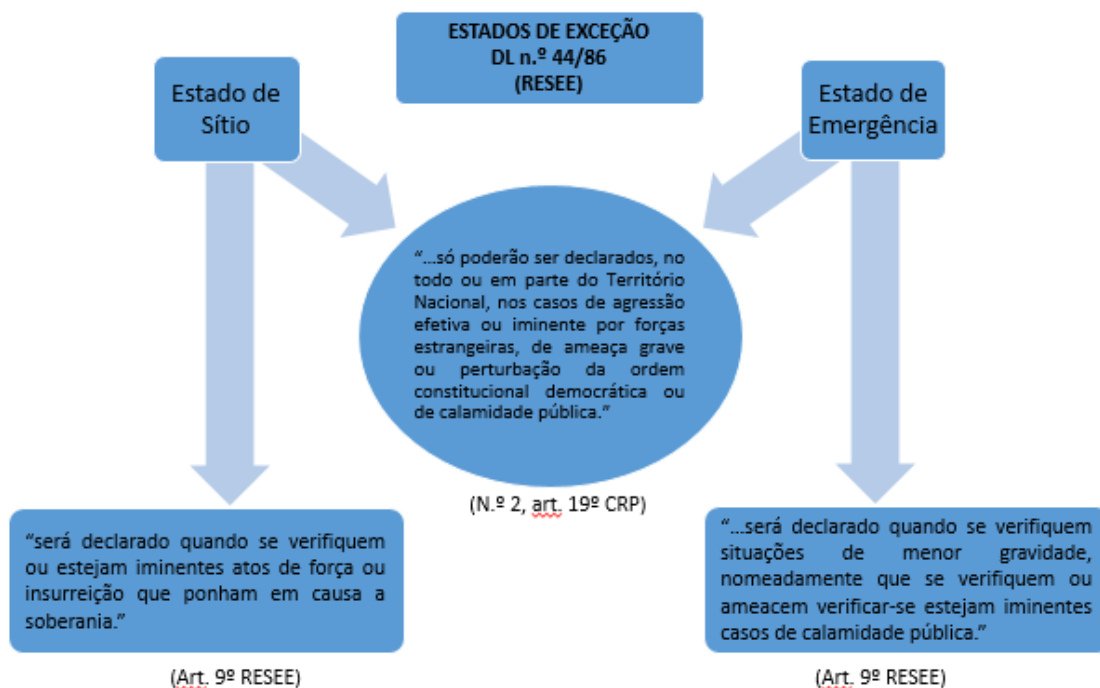 ESTADOS DE EXCEÇÃO
DL n.º 44/86
(RESEE)
Estado de
Sítio
Estado de
Emergência
“...só poderão ser declarados, no
todo ou em parte do Território
Nacional, nos casos de agressão
efetiva ou iminente por forças
estrangeiras, de ameaça grave
ou perturbação da ordem
constitucional democrática ou
de calamidade pública.”
(N.º 2, art. 19º CRP)
“será declarado quando se verifiquem
ou estejam iminentes atos de força ou
insurreição que ponham em causa a
soberania.”
(Art. 9º RESEE)
“...será declarado quando se verifiquem
situações de menor gravidade,
nomeadamente que se verifiquem ou
ameacem verificar-se estejam iminentes
casos de calamidade pública.”
(Art. 9º RESEE)